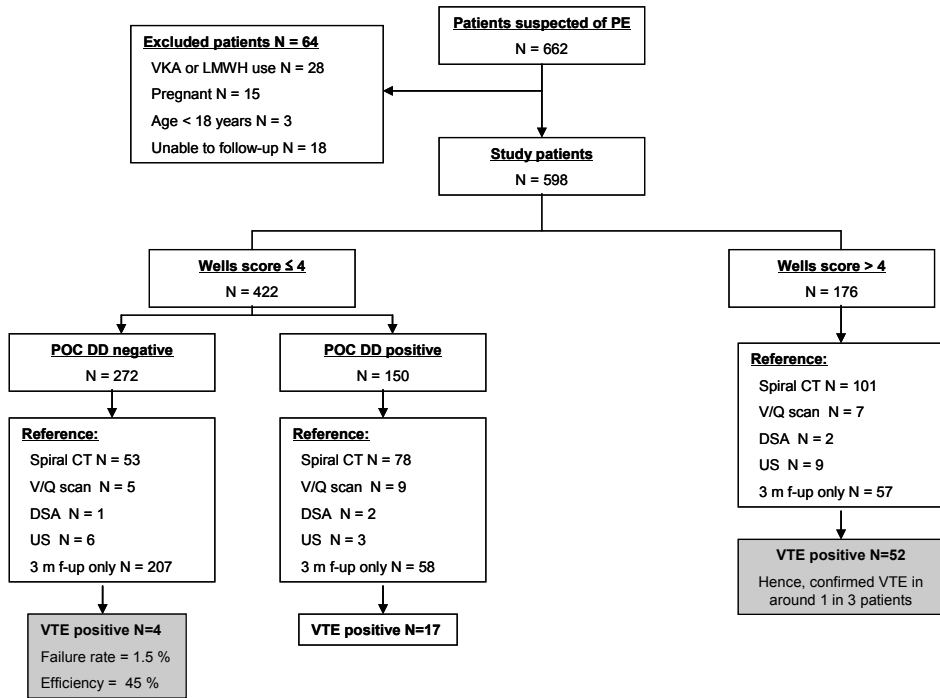 Patients suspected of PE
N = 662
Excluded patients N = 64
VKA or LMWH use N = 28
Pregnant N = 15
Age < 18 years N = 3
Unable to follow-up N = 18
Study patients
N = 598
Wells score ≤ 4
N = 422
Wells score > 4
N = 176
POC DD negative
N = 272
POC DD positive
N = 150
Reference:
Spiral CT N = 53
V/Q scan N = 5
DSA N = 1
US N = 6
3 m f-up only N = 207
Reference:
Spiral CT N = 78
V/Q scan N = 9
DSA N = 2
US N = 3
3 m f-up only N = 58
Reference:
Spiral CT N = 101
V/Q scan N = 7
DSA N = 2
US N = 9
3 m f-up only N = 57
VTE positive N=4
Failure rate = 1.5 %
Efficiency = 45 %
VTE positive N=17
VTE positive N=52
Hence, confirmed VTE in
around 1 in 3 patients